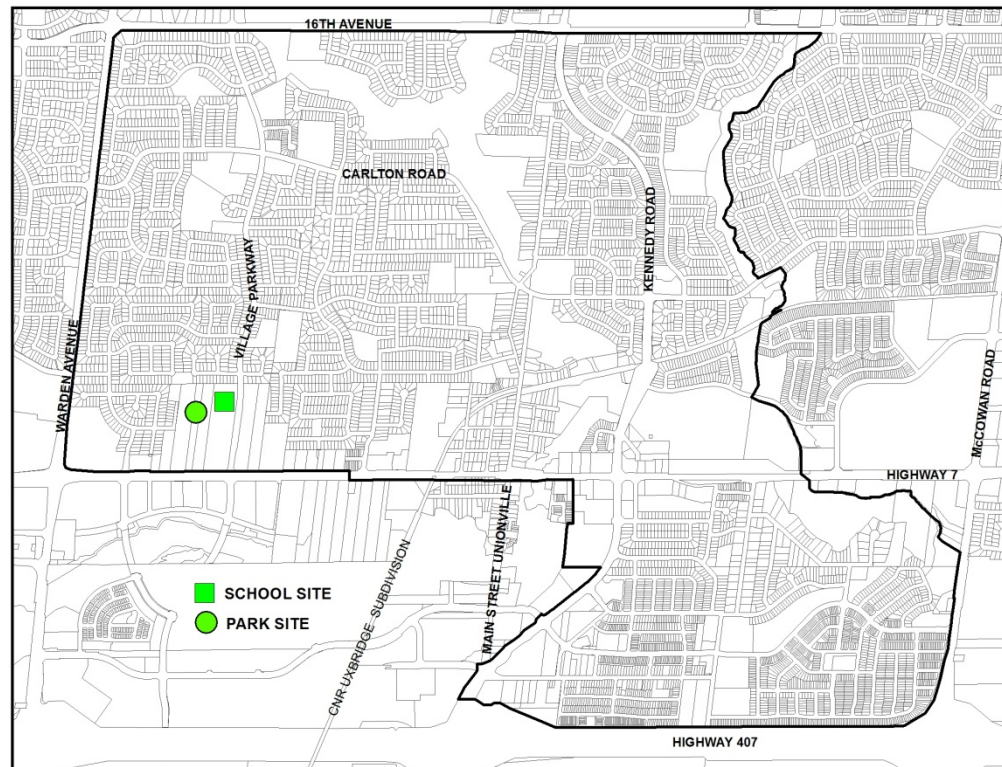 16TH AVENUE
CARLTON ROAD
KENNEDY ROAD
VILLAGE PARKWAY
WARDEN AVENUE
McCOWAN ROAD
HIGHWAY 7
MAIN STREET UNIONVILLE
CNR UXBRIDGE SUBDIVISION
SCHOOL SITE
PARK SITE
HIGHWAY 407